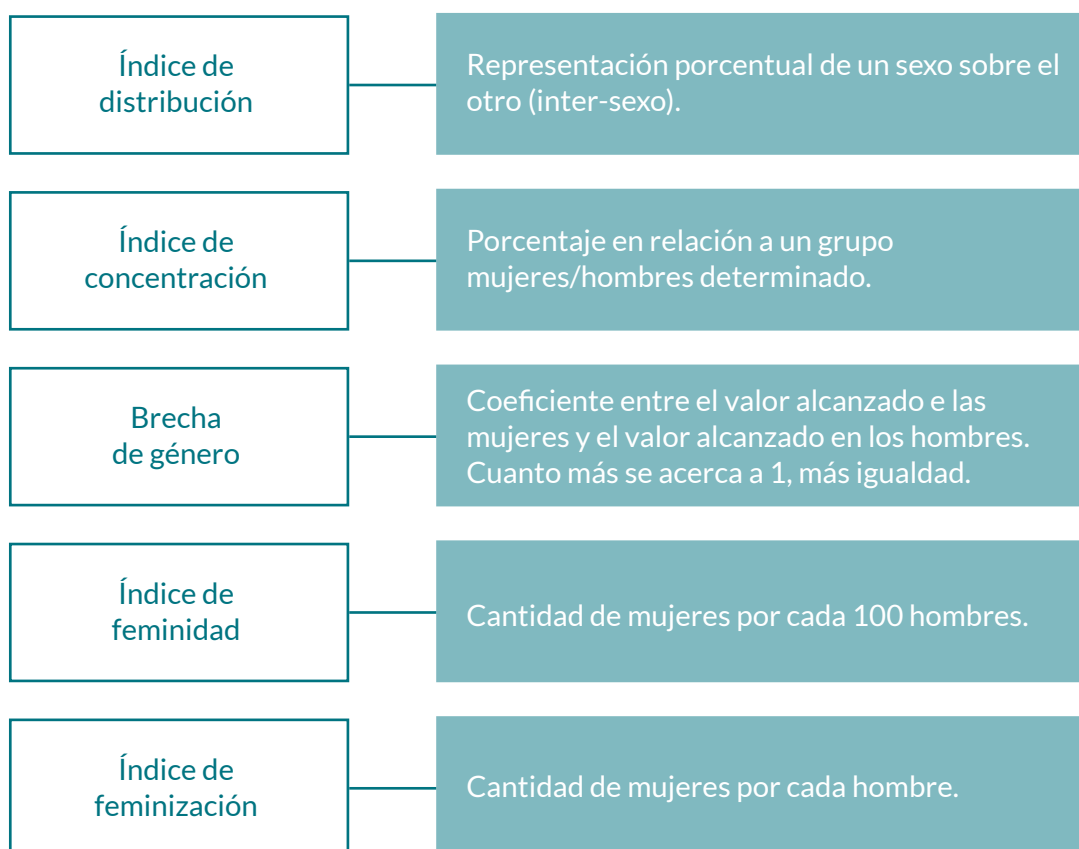 Índice de
distribución
Representación porcentual de un sexo sobre el
otro (inter-sexo).
Índice de
concentración
Porcentaje en relación a un grupo
mujeres/hombres determinado.
Brecha
de género
Coeficiente entre el valor alcanzado e las
mujeres y el valor alcanzado en los hombres.
Cuanto más se acerca a 1, más igualdad.
Índice de
feminidad
Cantidad de mujeres por cada 100 hombres.
Índice de
feminización
Cantidad de mujeres por cada hombre.